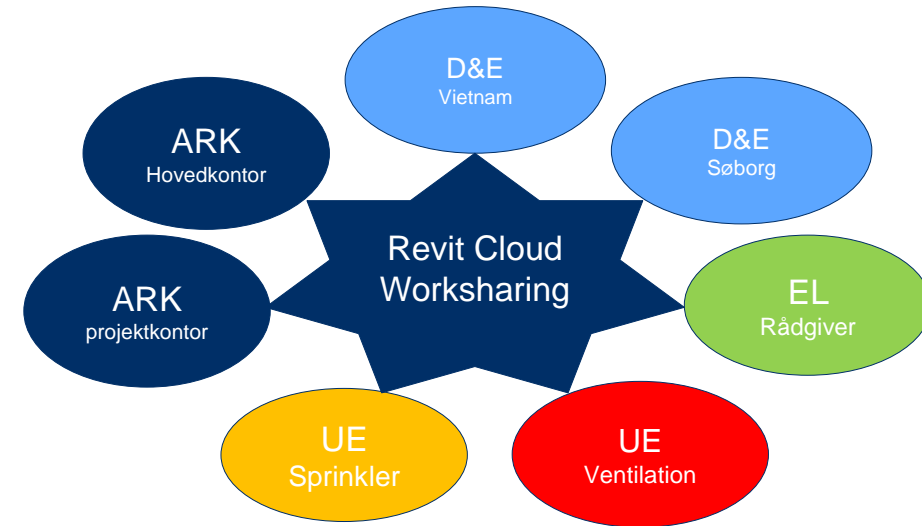 D&E
Vietnam
ARK
Hovedkontor
D&E
Søborg
Revit Cloud
Worksharing
ARK
projektkontor
EL
Rådgiver
UE
Sprinkler
UE
Ventilation